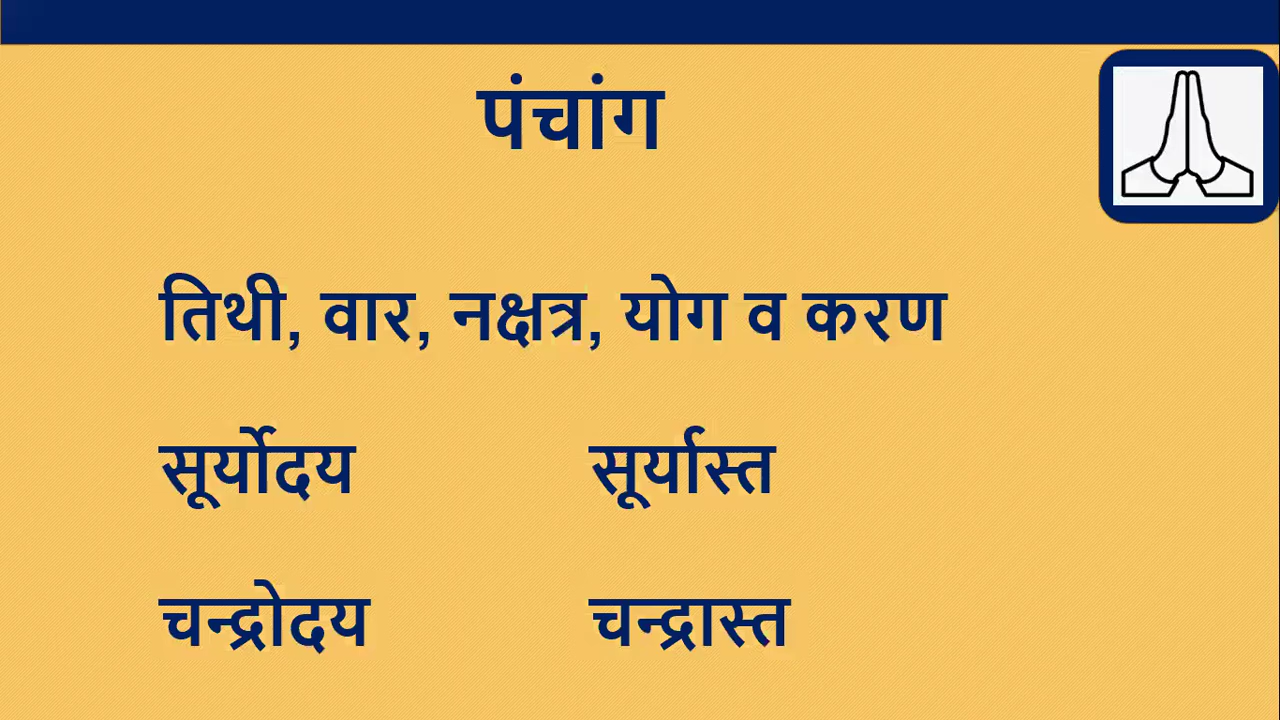 पंचांग
तिथी, वार, नक्षत्र, योग व करण
सूर्योदय सूर्यास्त
चन्द्रोदय चन्द्रास्त